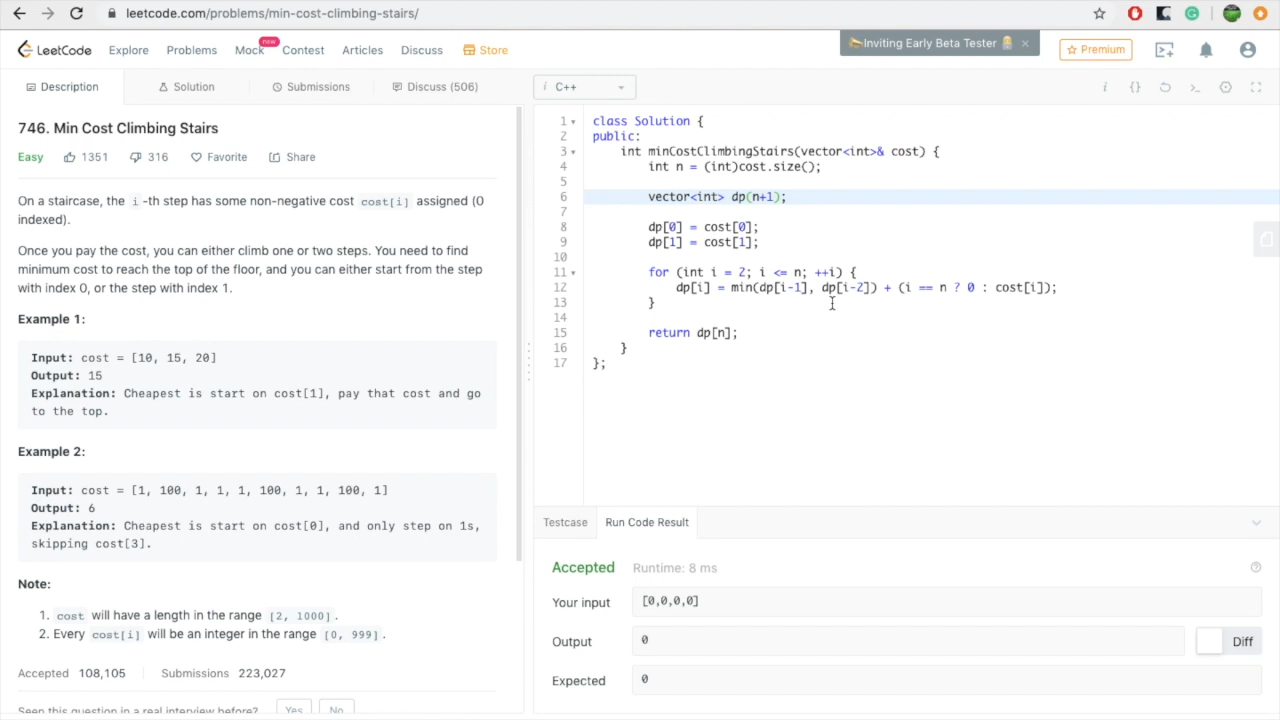 leetcode.com/problems/min-cost-climbing-stairs/
LeetCode Explore Problems Mock new Contest Articles Discuss Store
Inviting Early Beta Tester ×
Premium
Description Solution Submissions Discuss (506)
i C++
746. Min Cost Climbing Stairs
Easy 1351 316 Favorite Share
On a staircase, the i -th step has some non-negative cost cost[i] assigned (0
indexed).
Once you pay the cost, you can either climb one or two steps. You need to find
minimum cost to reach the top of the floor, and you can either start from the step
with index 0, or the step with index 1.
Example 1:
Input: cost = [10, 15, 20]
Output: 15
Explanation: Cheapest is start on cost[1], pay that cost and go
to the top.
Example 2:
Input: cost = [1, 100, 1, 1, 1, 100, 1, 1, 100, 1]
Output: 6
Explanation: Cheapest is start on cost[0], and only step on 1s,
skipping cost[3].
Note:
1. cost will have a length in the range [2, 1000].
2. Every cost[i] will be an integer in the range [0, 999].
Accepted 108,105 Submissions 223,027
Seen this question in a real interview before? Yes No
i {} >_
1 class Solution {
2 public:
3 int minCostClimbingStairs(vector<int>& cost) {
4 int n = (int)cost.size();
5
6 vector<int> dp(n+1);
7
8 dp[0] = cost[0];
9 dp[1] = cost[1];
10
11 for (int i = 2; i <= n; ++i) {
12 dp[i] = min(dp[i-1], dp[i-2]) + (i == n ? 0 : cost[i]);
13 }
14
15 return dp[n];
16 }
17 };
Testcase Run Code Result
Accepted Runtime: 8 ms
Your input [0,0,0,0]
Output 0 Diff
Expected 0